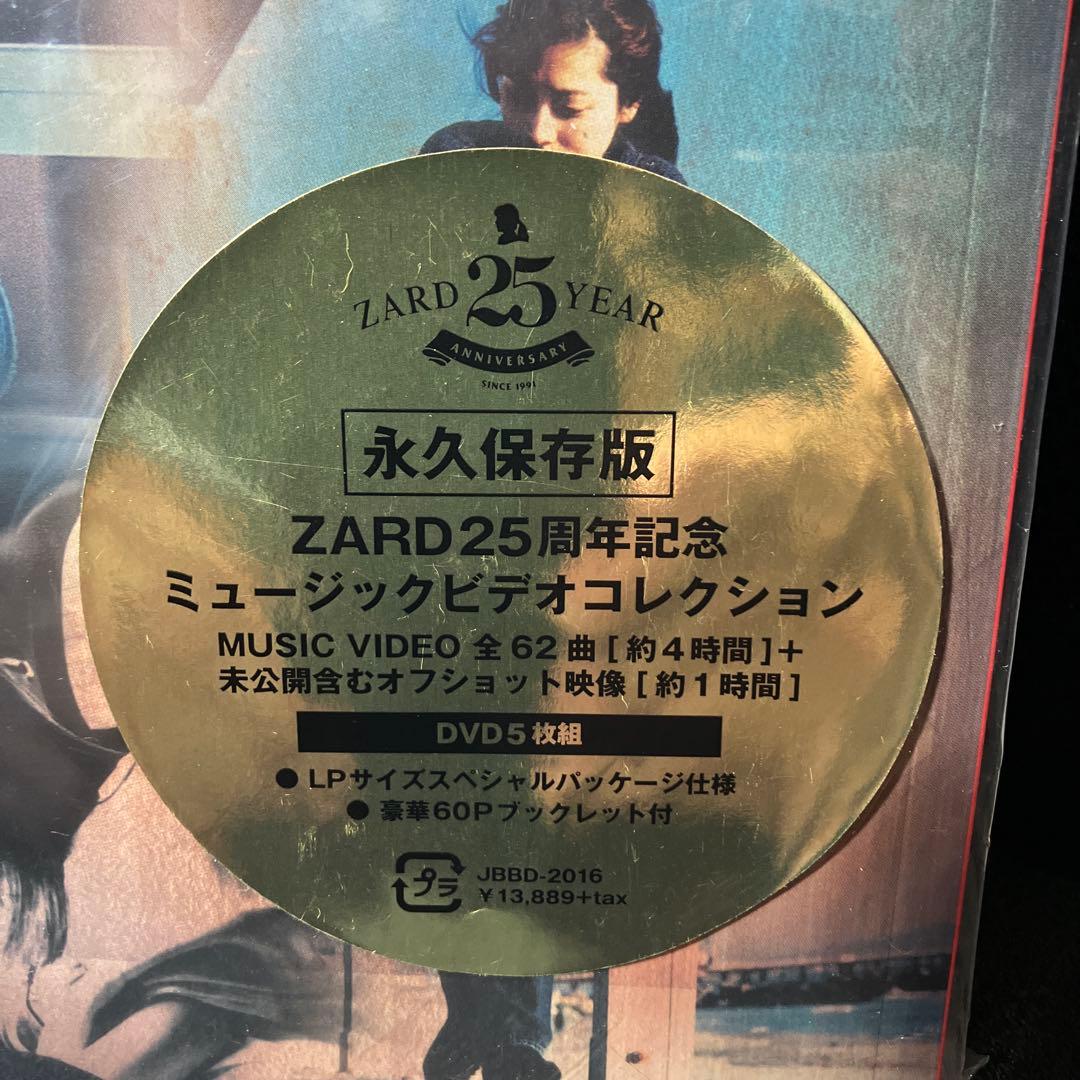 ZARD 25 YEAR
ANNIVERSARY
SINCE 1991
永久保存版
ZARD25周年記念
ミュージックビデオコレクション
MUSIC VIDEO 全62曲[約4時間]+
未公開含むオフショット映像[約1時間]
DVD5枚組
● LPサイズスペシャルパッケージ仕様
● 豪華60Pブックレット付
プラ
JBBD-2016
¥13,889+tax